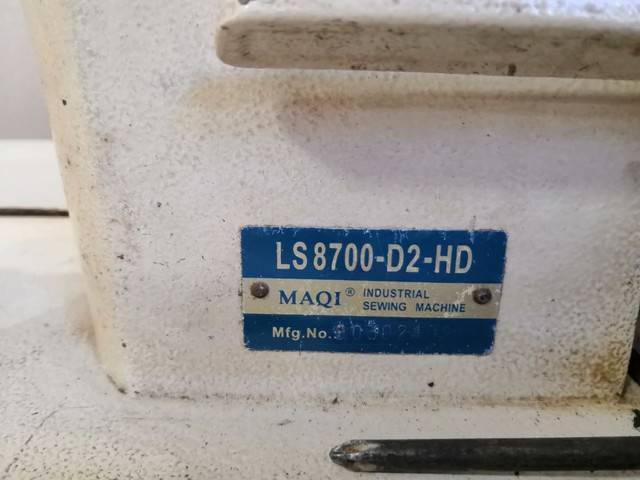 LS8700-D2-HD
MAQI® INDUSTRIAL
SEWING MACHINE
Mfg.No.: